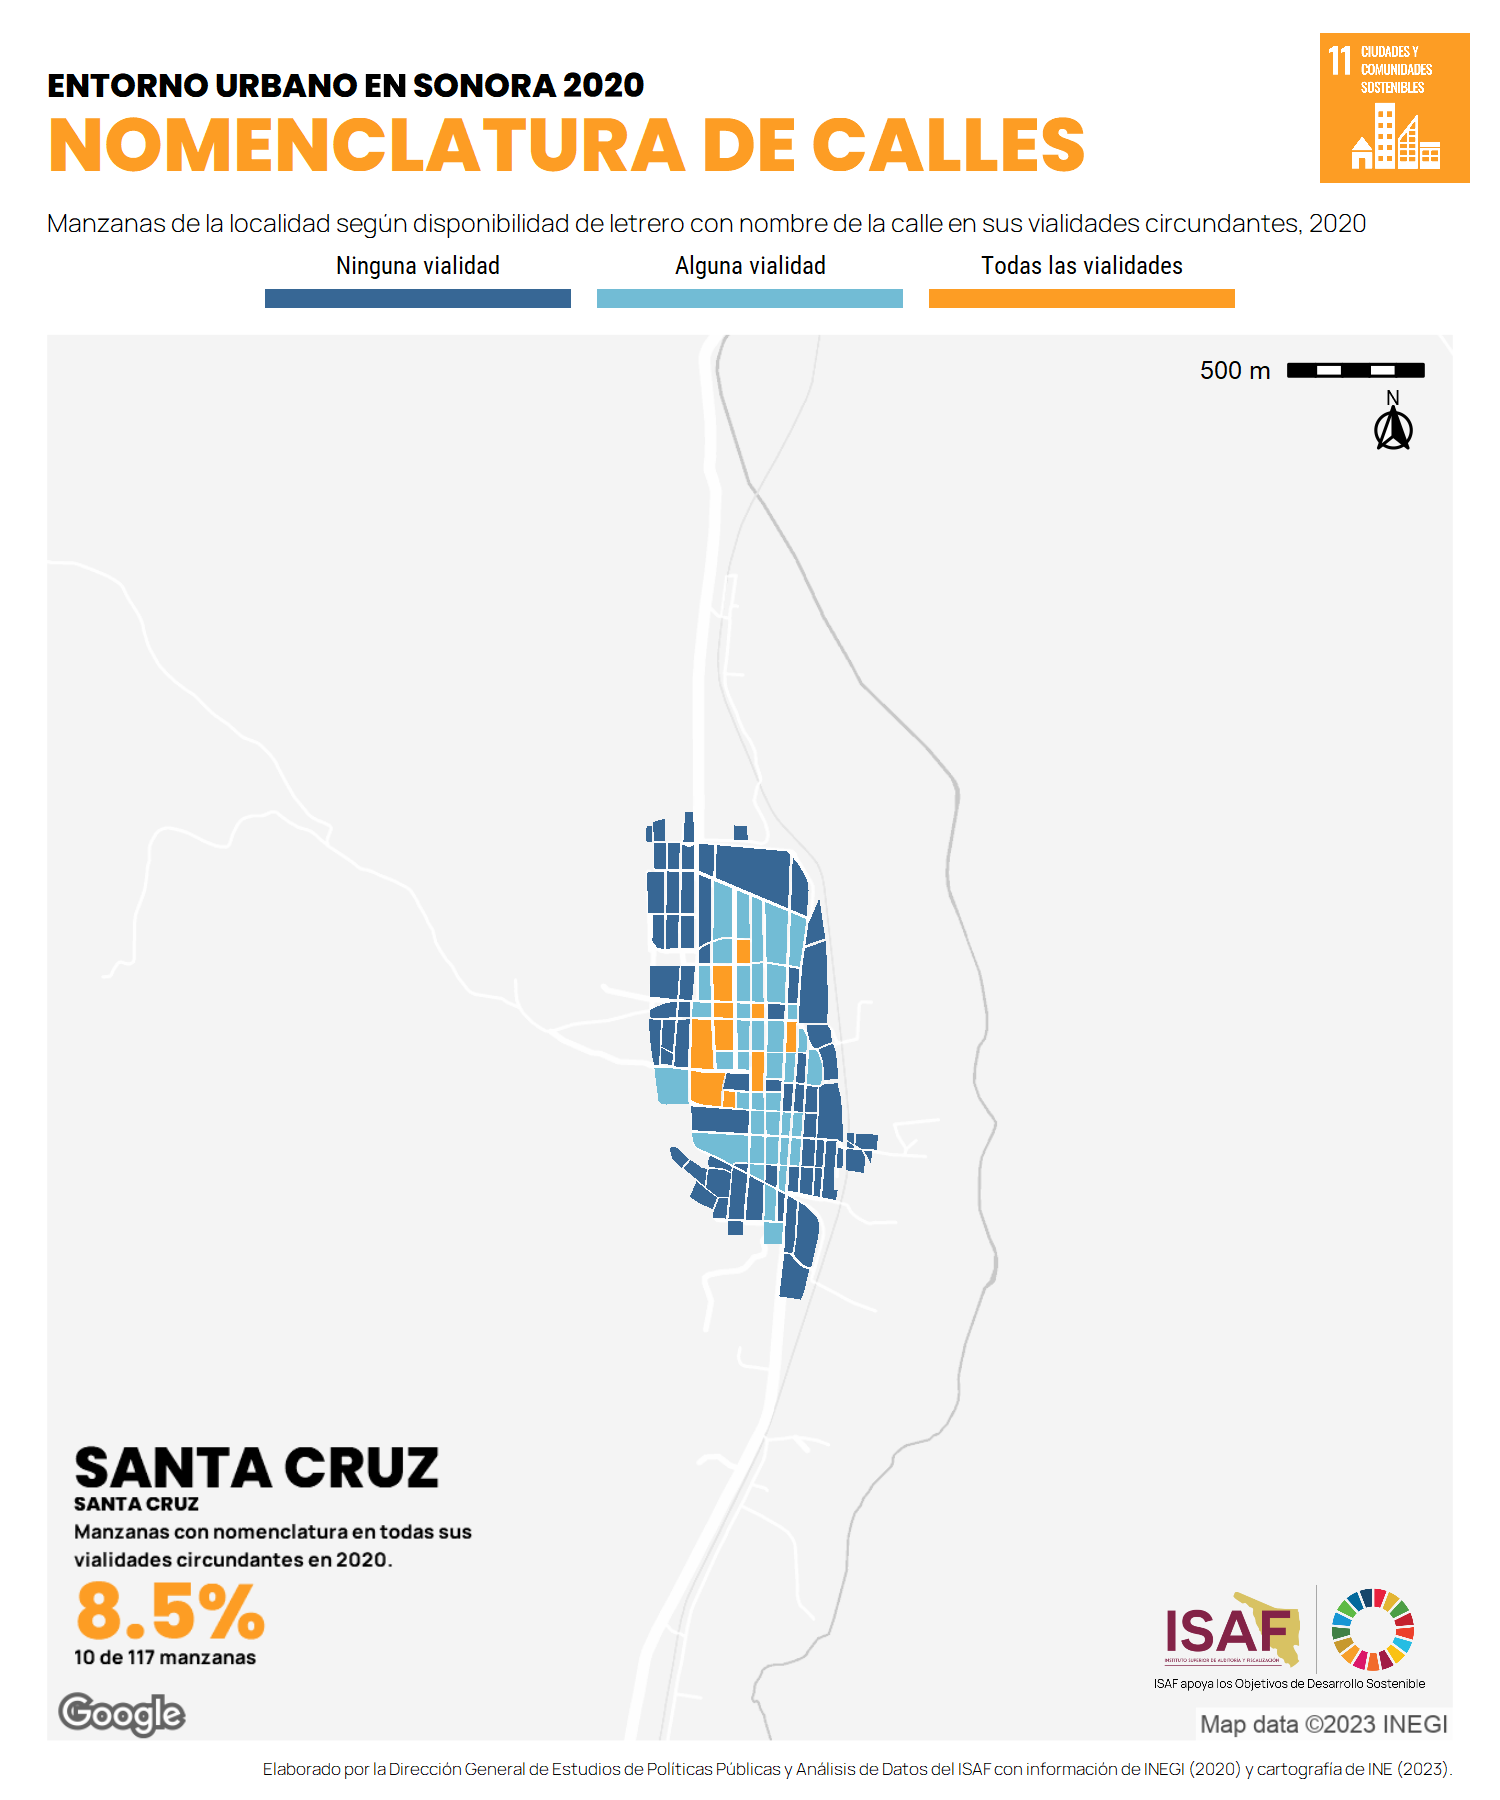 ENTORNO URBANO EN SONORA 2020
NOMENCLATURA DE CALLES
11 CIUDADES Y
COMUNIDADES
SOSTENIBLES
Manzanas de la localidad según disponibilidad de letrero con nombre de la calle en sus vialidades circundantes, 2020
Ninguna vialidad Alguna vialidad Todas las vialidades
500 m
N
SANTA CRUZ
SANTA CRUZ
Manzanas con nomenclatura en todas sus
vialidades circundantes en 2020.
8.5%
10 de 117 manzanas
ISAF
INSTITUTO SUPERIOR DE AUDITORÍA Y FISCALIZACIÓN
ISAF apoya los Objetivos de Desarrollo Sostenible
Google
Map data ©2023 INEGI
Elaborado por la Dirección General de Estudios de Políticas Públicas y Análisis de Datos del ISAF con información de INEGI (2020) y cartografía de INE (2023).